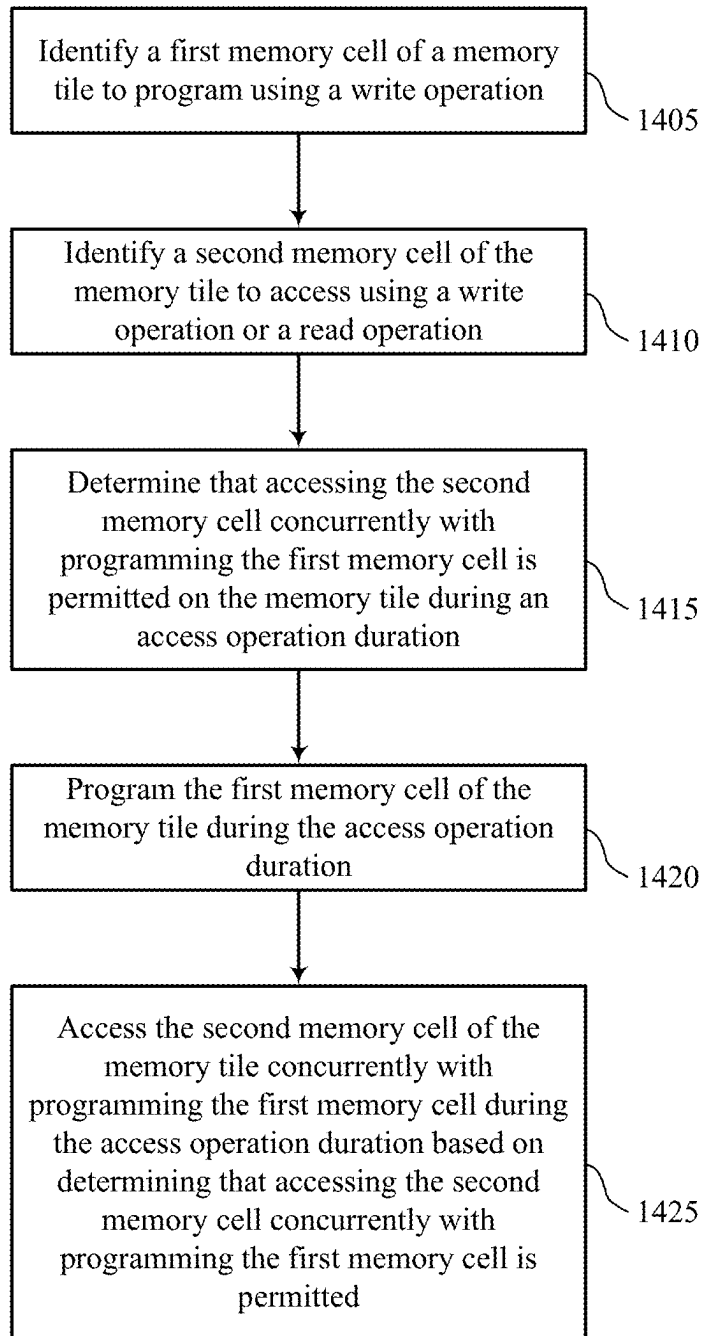 Identify a first memory cell of a memory
tile to program using a write operation
1405
Identify a second memory cell of the
memory tile to access using a write
operation or a read operation
1410
Determine that accessing the second
memory cell concurrently with
programming the first memory cell is
permitted on the memory tile during an
access operation duration
1415
Program the first memory cell of the
memory tile during the access operation
duration
1420
Access the second memory cell of the
memory tile concurrently with
programming the first memory cell during
the access operation duration based on
determining that accessing the second
memory cell concurrently with
programming the first memory cell is
permitted
1425